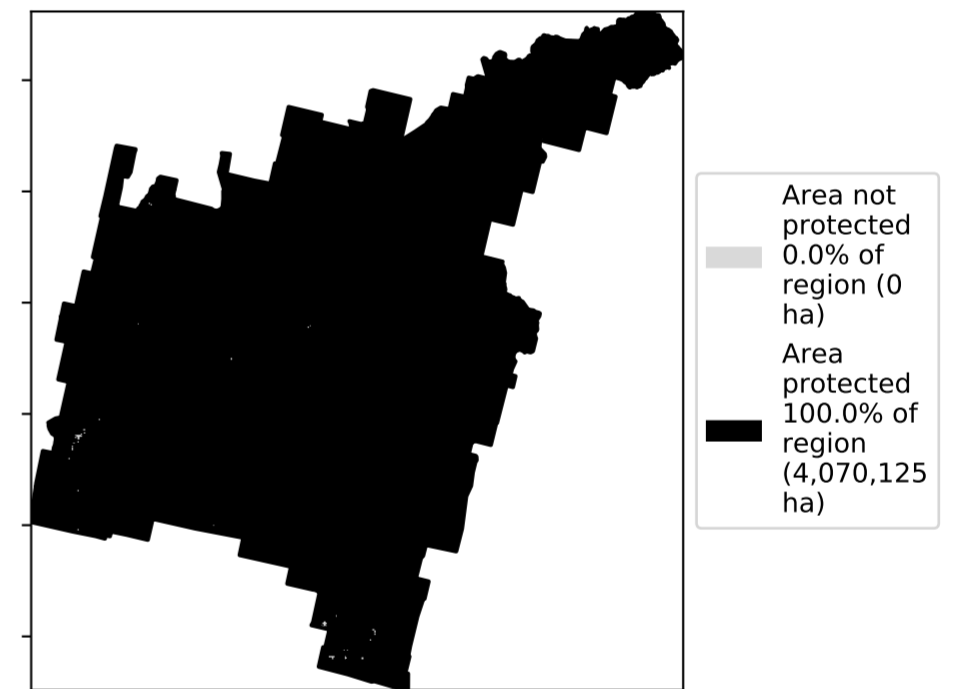 Area not
protected
0.0% of
region (0
ha)
Area
protected
100.0% of
region
(4,070,125
ha)